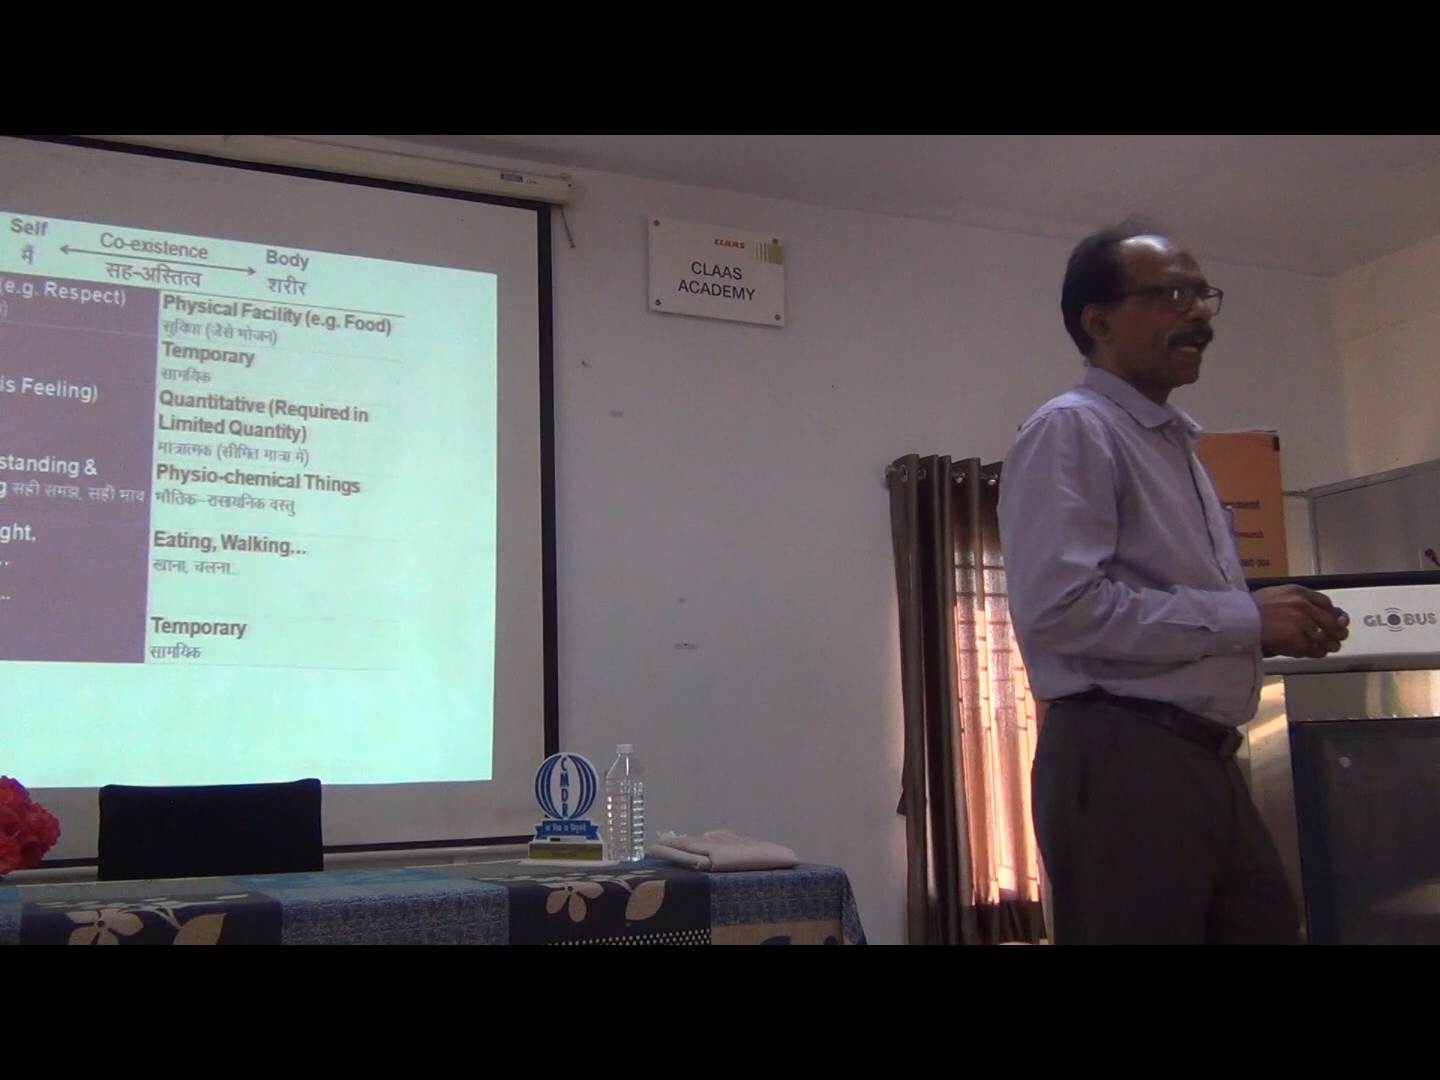 Self
मैं
Co-existence
सह-अस्तित्व
Body
शरीर
(e.g. Respect)
Physical Facility (e.g. Food)
सुविधा (जैसे भोजन)
Temporary
सामयिक
is Feeling)
Quantitative (Required in
Limited Quantity)
मात्रात्मक (सीमित मात्रा में)
standing &
g सही समझ, सही भाव
Physio-chemical Things
भौतिक-रासायनिक वस्तु
ght,
Eating, Walking...
खाना, चलना..
Temporary
सामयिक
CLAAS
CLAAS
ACADEMY
CMDR
GLOBUS